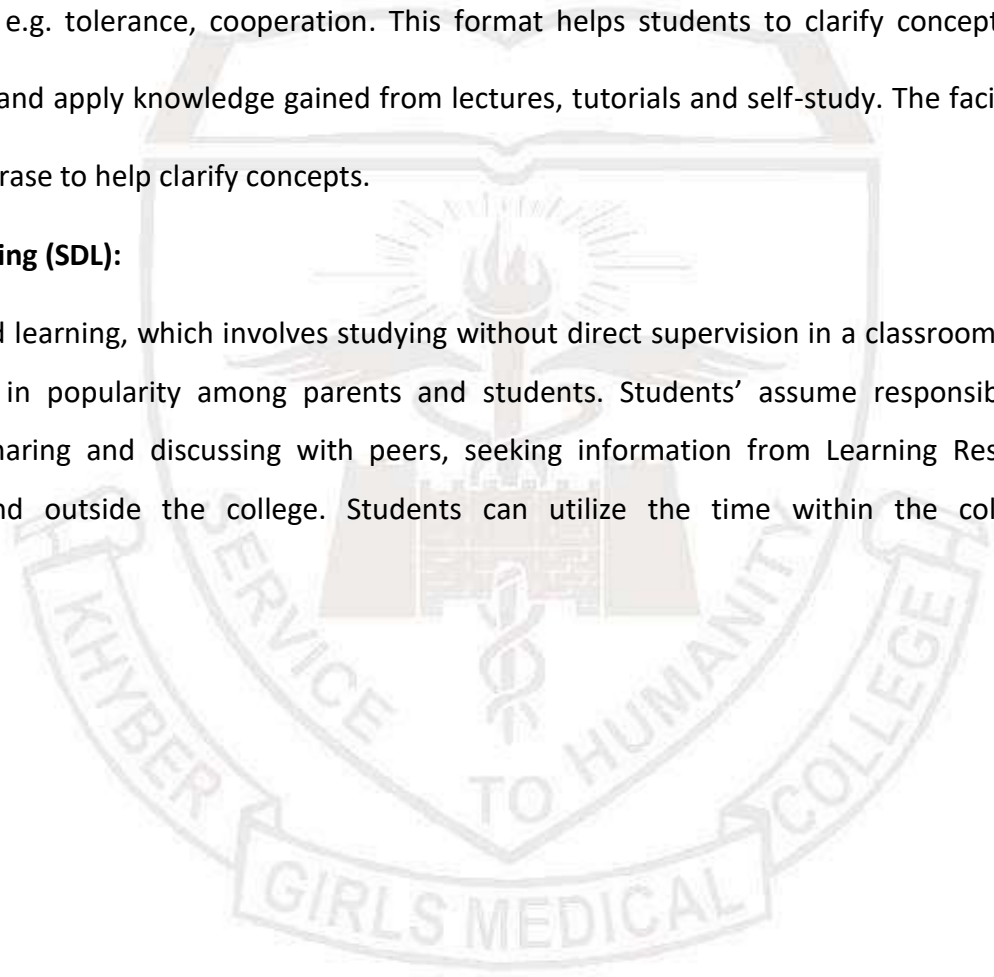 e.g. tolerance, cooperation. This format helps students to clarify concept
and apply knowledge gained from lectures, tutorials and self-study. The faci
rase to help clarify concepts.
ing (SDL):
d learning, which involves studying without direct supervision in a classroom
in popularity among parents and students. Students’ assume responsib
haring and discussing with peers, seeking information from Learning Res
nd outside the college. Students can utilize the time within the col
SERVICE TO HUMANITY
KHYBER GIRLS MEDICAL COLLEGE